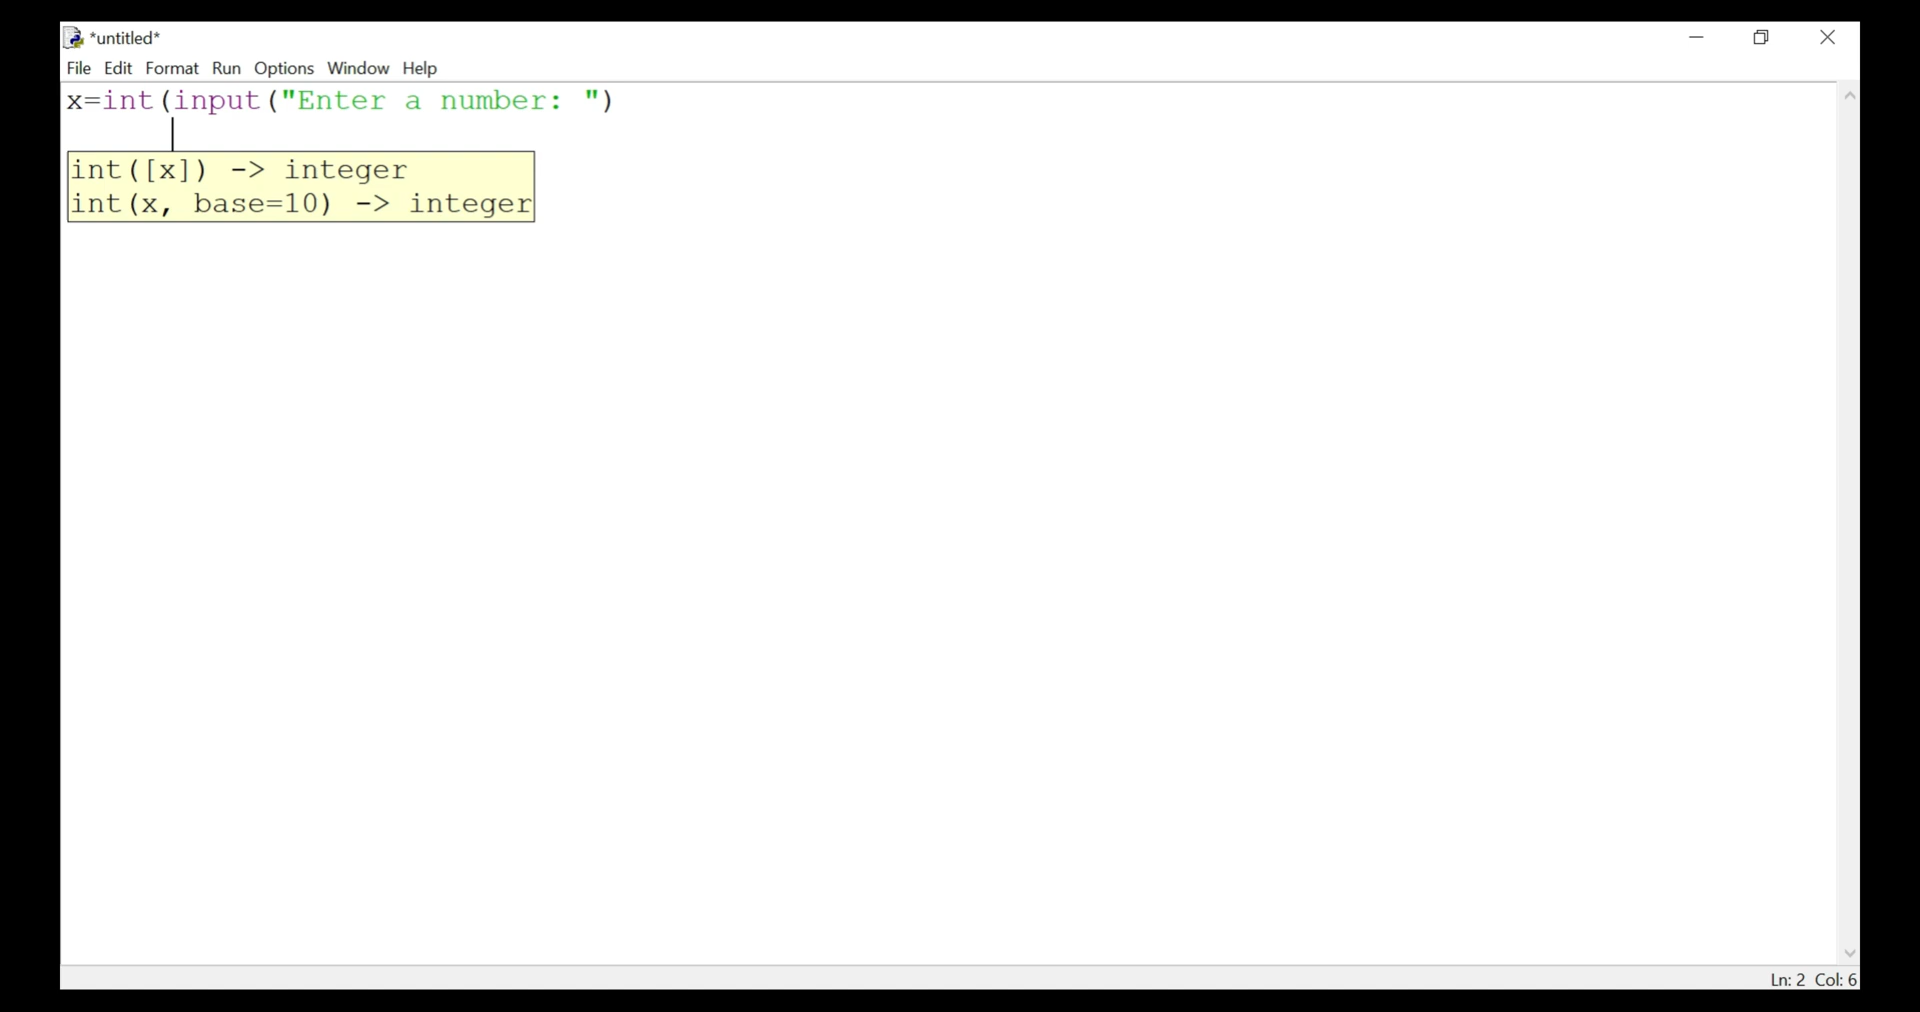 *untitled*
File Edit Format Run Options Window Help
x=int(input("Enter a number: ")
int([x]) -> integer
int(x, base=10) -> integer
Ln: 2 Col: 6